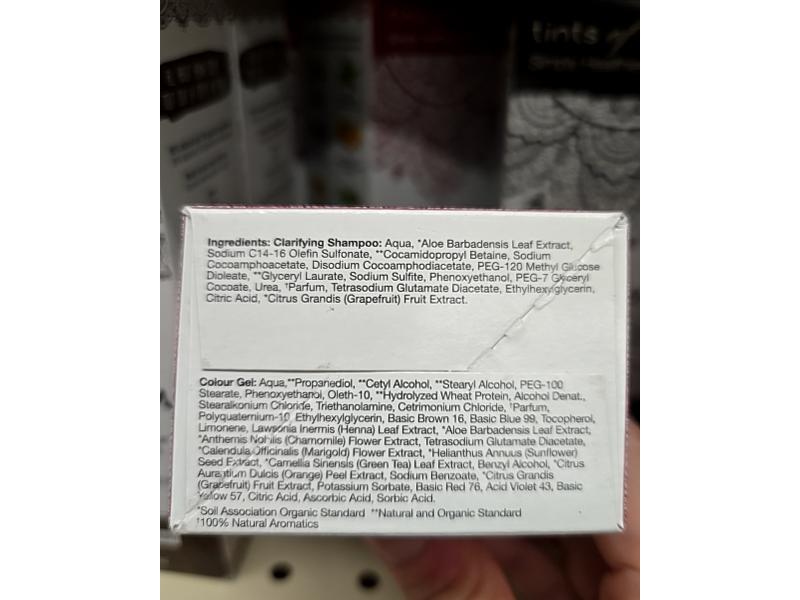 tints of
Ingredients: Clarifying Shampoo: Aqua, *Aloe Barbadensis Leaf Extract,
Sodium C14-16 Olefin Sulfonate, **Cocamidopropyl Betaine, Sodium
Cocoamphoacetate, Disodium Cocoamphodiacetate, PEG-120 Methyl Glucose
Dioleate, **Glyceryl Laurate, Sodium Sulfite, Phenoxyethanol, PEG-7 Glyceryl
Cocoate, Urea, †Parfum, Tetrasodium Glutamate Diacetate, Ethylhexylglycerin,
Citric Acid, *Citrus Grandis (Grapefruit) Fruit Extract.
Colour Gel: Aqua,**Propanediol, **Cetyl Alcohol, **Stearyl Alcohol, PEG-100
Stearate, Phenoxyethanol, Oleth-10, **Hydrolyzed Wheat Protein, Alcohol Denat.,
Stearalkonium Chloride, Triethanolamine, Cetrimonium Chloride, †Parfum,
Polyquaternium-10, Ethylhexylglycerin, Basic Brown 16, Basic Blue 99, Tocopherol,
Limonene, Lawsonia Inermis (Henna) Leaf Extract, *Aloe Barbadensis Leaf Extract,
*Anthemis Nobilis (Chamomile) Flower Extract, Tetrasodium Glutamate Diacetate,
*Calendula Officinalis (Marigold) Flower Extract, *Helianthus Annuus (Sunflower)
Seed Extract, *Camellia Sinensis (Green Tea) Leaf Extract, Benzyl Alcohol, *Citrus
Aurantium Dulcis (Orange) Peel Extract, Sodium Benzoate, *Citrus Grandis
(Grapefruit) Fruit Extract, Potassium Sorbate, Basic Red 76, Acid Violet 43, Basic
Yellow 57, Citric Acid, Ascorbic Acid, Sorbic Acid.
*Soil Association Organic Standard **Natural and Organic Standard
†100% Natural Aromatics